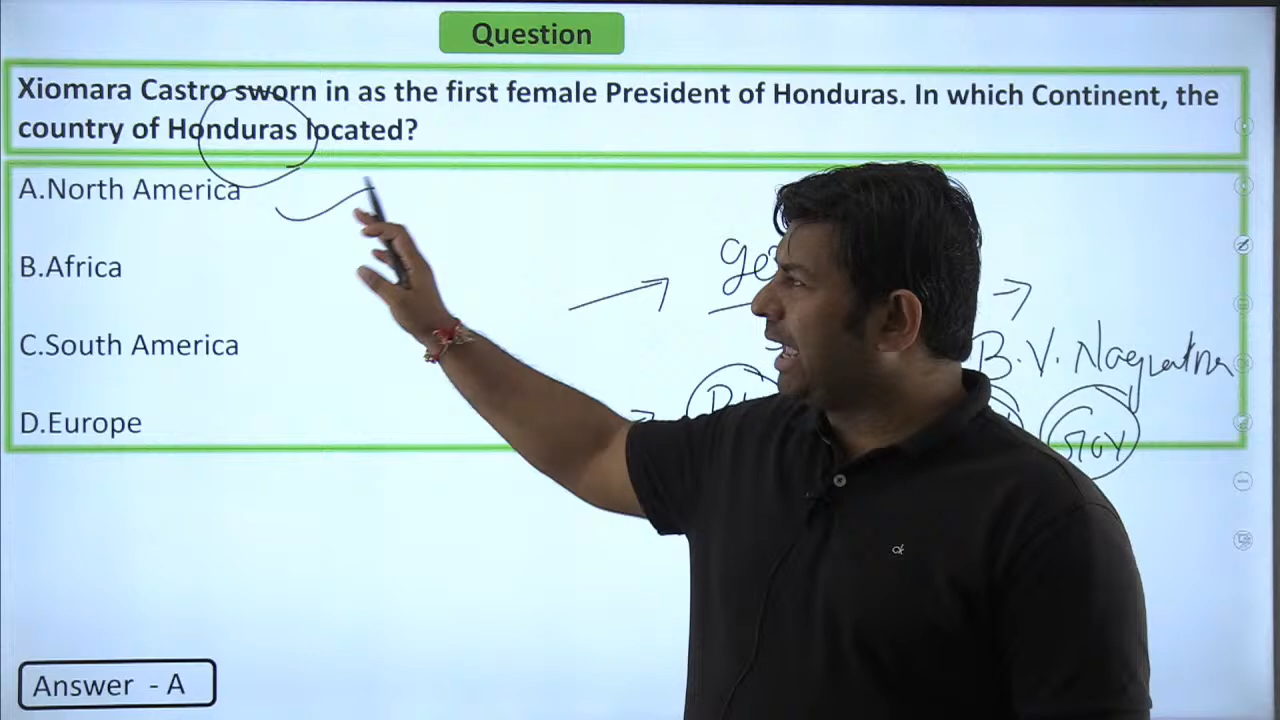 Question
Xiomara Castro sworn in as the first female President of Honduras. In which Continent, the
country of Honduras located?
A.North America
B.Africa
C.South America
D.Europe
B.V. Nagratna
Answer - A